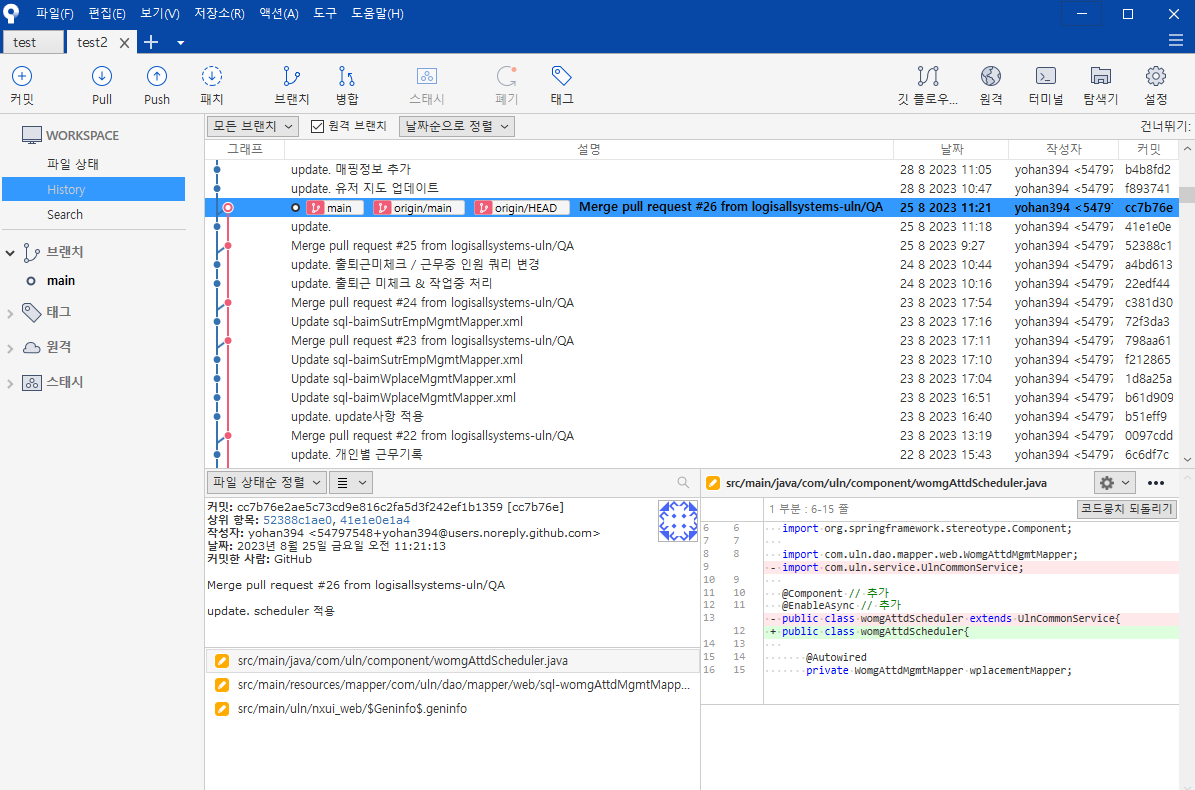 파일(F) 편집(E) 보기(V) 저장소(R) 액션(A) 도구 도움말(H)
test test2
커밋 Pull Push 패치 브랜치 병합 스태시 폐기 태그 깃 플로우... 원격 터미널 탐색기 설정
WORKSPACE
파일 상태
History
Search
브랜치
main
태그
원격
스태시
모든 브랜치 원격 브랜치 날짜순으로 정렬 건너뛰기:
그래프 설명 날짜 작성자 커밋
update. 매핑정보 추가 28 8 2023 11:05 yohan394 <54797 b4b8fd2
update. 유저 지도 업데이트 28 8 2023 10:47 yohan394 <54797 f893741
main origin/main origin/HEAD Merge pull request #26 from logisallsystems-uln/QA 25 8 2023 11:21 yohan394 <5479 cc7b76e
update. 25 8 2023 11:18 yohan394 <54797 41e1e0e
Merge pull request #25 from logisallsystems-uln/QA 25 8 2023 9:27 yohan394 <54797 52388c1
update. 출퇴근미체크 / 근무중 인원 쿼리 변경 24 8 2023 10:44 yohan394 <54797 a4bd613
update. 출퇴근 미체크 & 작업중 처리 24 8 2023 10:16 yohan394 <54797 22edf44
Merge pull request #24 from logisallsystems-uln/QA 23 8 2023 17:54 yohan394 <54797 c381d30
Update sql-baimSutrEmpMgmtMapper.xml 23 8 2023 17:16 yohan394 <54797 72f3da3
Merge pull request #23 from logisallsystems-uln/QA 23 8 2023 17:11 yohan394 <54797 798aa61
Update sql-baimSutrEmpMgmtMapper.xml 23 8 2023 17:10 yohan394 <54797 f212865
Update sql-baimWplaceMgmtMapper.xml 23 8 2023 17:04 yohan394 <54797 1d8a25a
Update sql-baimWplaceMgmtMapper.xml 23 8 2023 16:51 yohan394 <54797 b61d909
update. update사항 적용 23 8 2023 16:40 yohan394 <54797 b51eff9
Merge pull request #22 from logisallsystems-uln/QA 23 8 2023 13:19 yohan394 <54797 0097cdd
update. 개인별 근무기록 22 8 2023 15:43 yohan394 <54797 6c6df7c
파일 상태순 정렬
커밋: cc7b76e2ae5c73cd9e816c2fa5d3f242ef1b1359 [cc7b76e]
상위 항목: 52388c1ae0, 41e1e0e1a4
작성자: yohan394 <54797548+yohan394@users.noreply.github.com>
날짜: 2023년 8월 25일 금요일 오전 11:21:13
커밋한 사람: GitHub
Merge pull request #26 from logisallsystems-uln/QA
update. scheduler 적용
src/main/java/com/uln/component/womgAttdScheduler.java
src/main/resources/mapper/com/uln/dao/mapper/web/sql-womgAttdMgmtMapp...
src/main/uln/nxui_web/$Geninfo$.geninfo
src/main/java/com/uln/component/womgAttdScheduler.java
1 부분 : 6-15 줄 코드뭉치 되돌리기
6 6 import org.springframework.stereotype.Component;
7 7
8 8 import com.uln.dao.mapper.web.WomgAttdMgmtMapper;
9 - import com.uln.service.UlnCommonService;
10 9
11 10 @Component // 추가
12 11 @EnableAsync // 추가
13 - public class womgAttdScheduler extends UlnCommonService{
12 + public class womgAttdScheduler{
14 13
15 14 @Autowired
16 15 private WomgAttdMgmtMapper wplacementMapper;